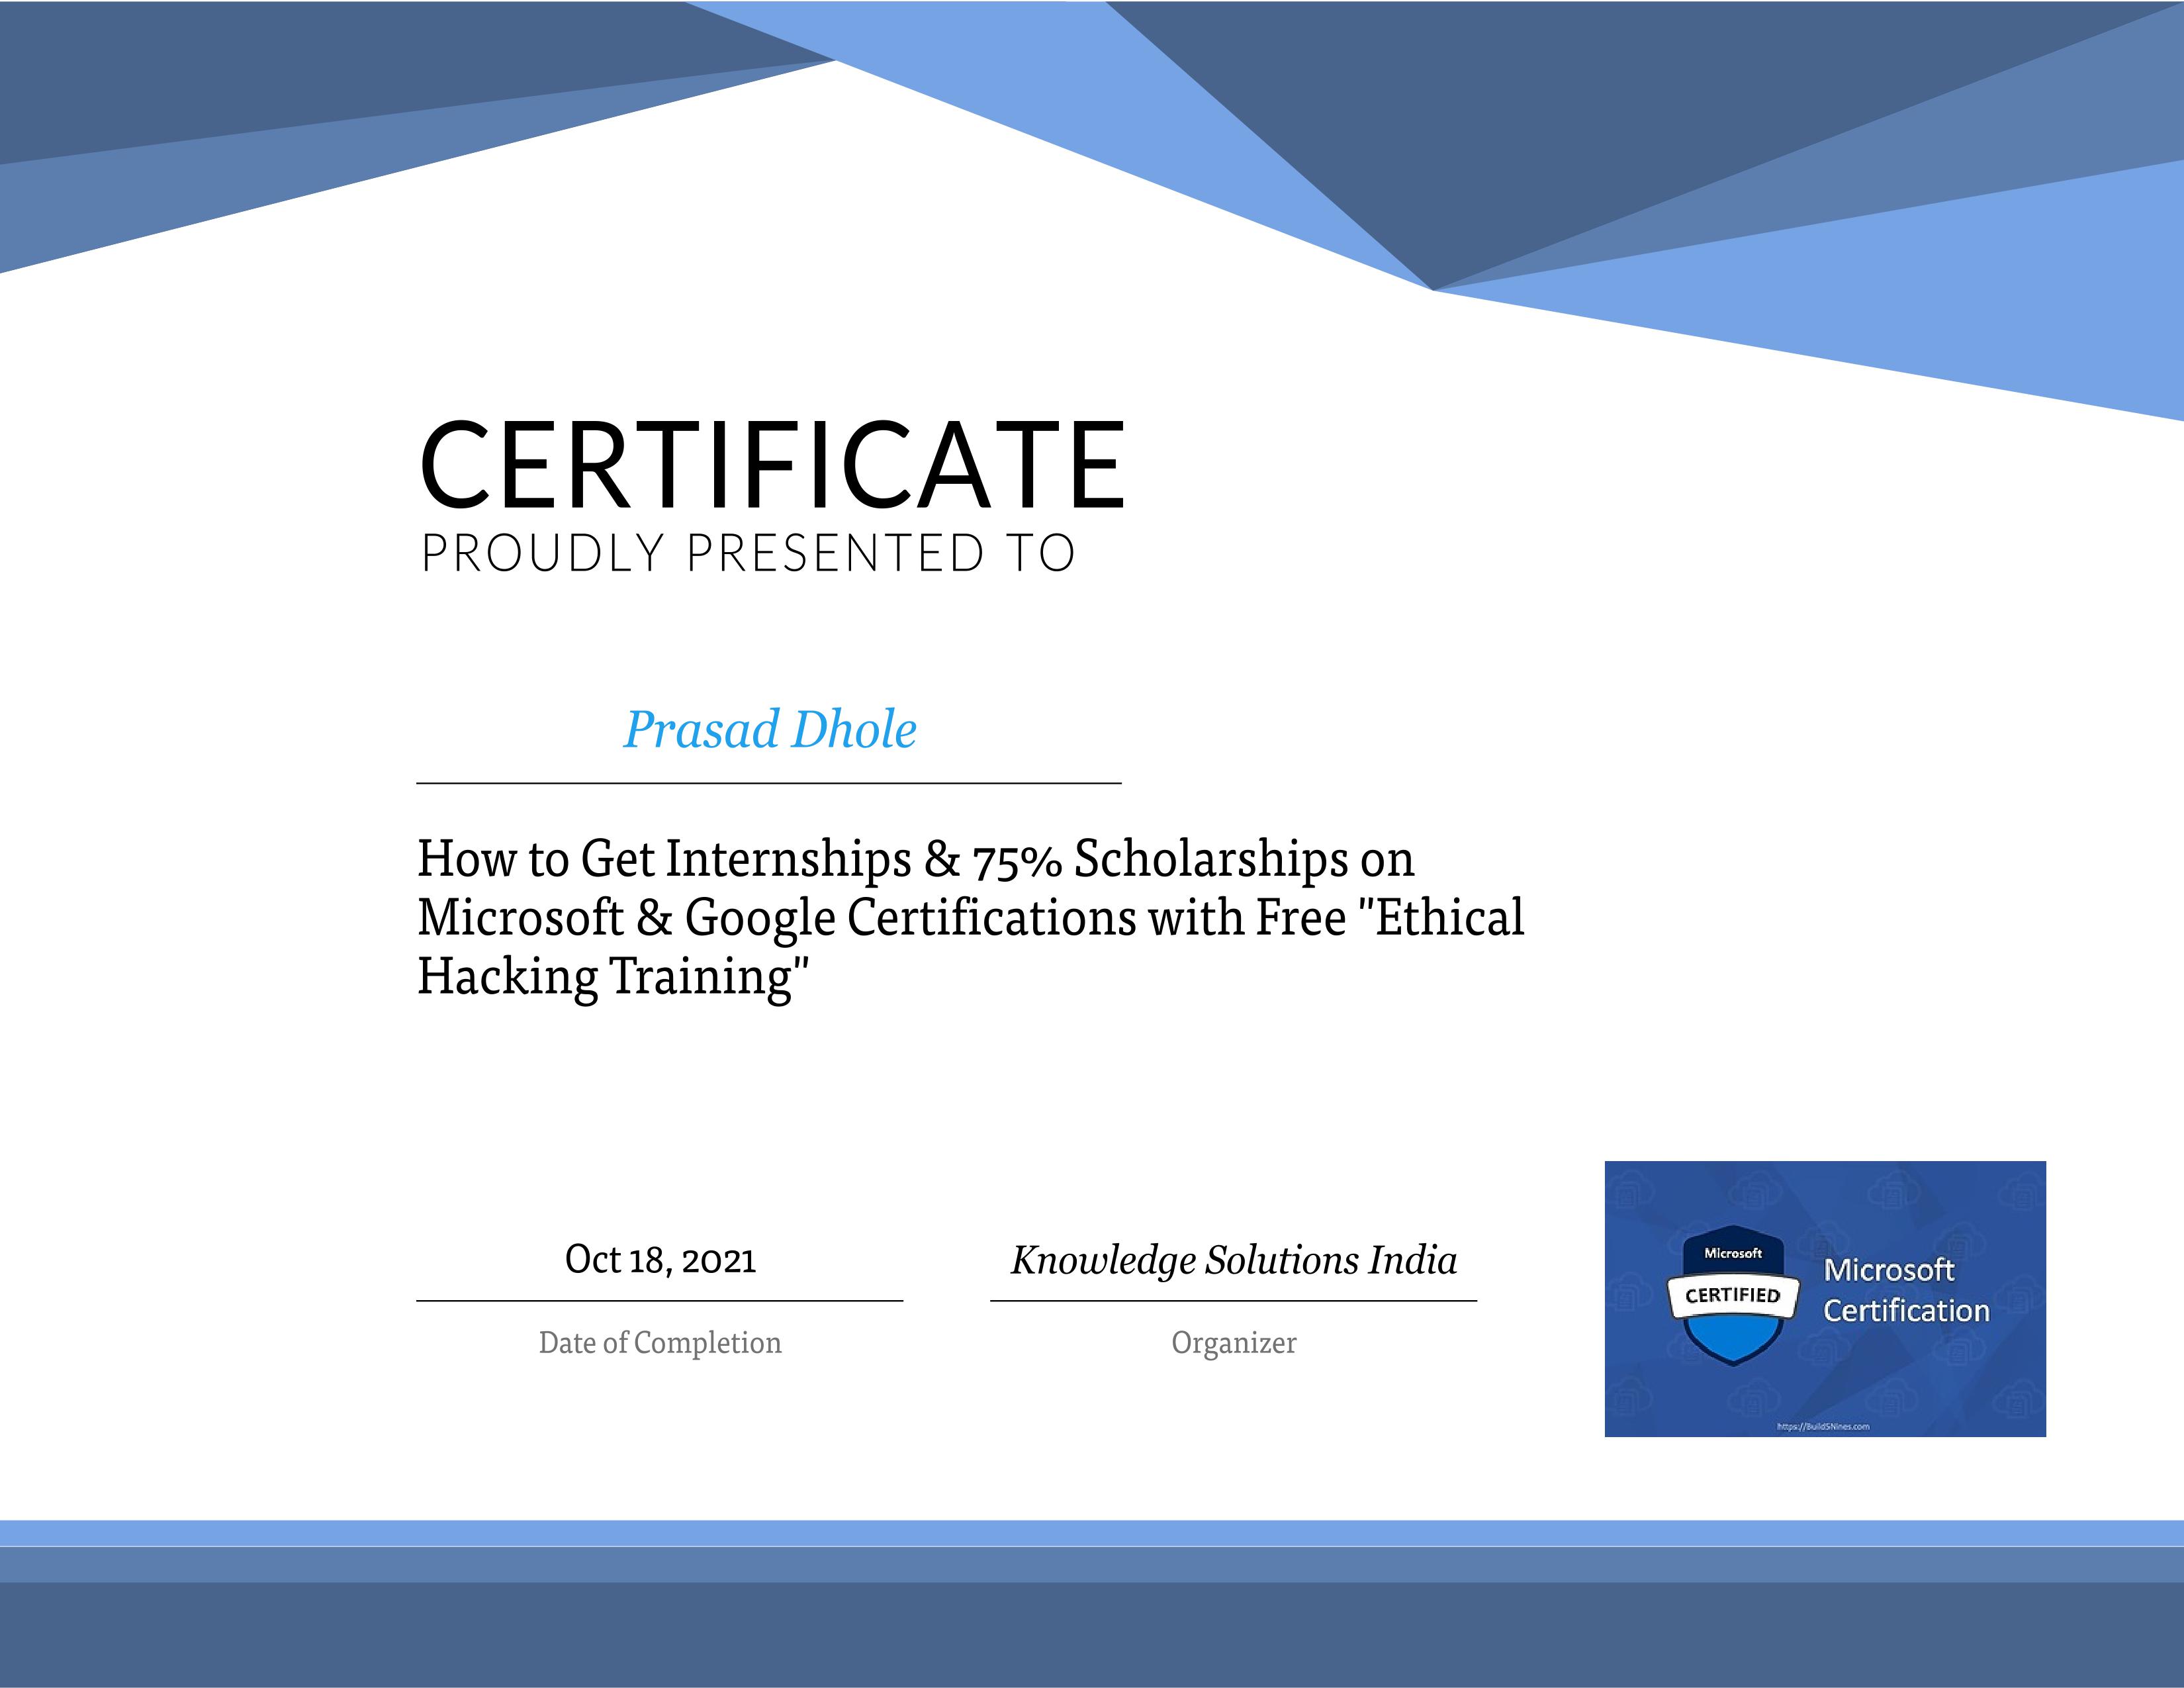 CERTIFICATE
PROUDLY PRESENTED TO
Prasad Dhole
How to Get Internships & 75% Scholarships on
Microsoft & Google Certifications with Free "Ethical
Hacking Training"
Oct 18, 2021
Date of Completion
Knowledge Solutions India
Organizer
Microsoft
CERTIFIED
Microsoft
Certification
https://Build5Nines.com